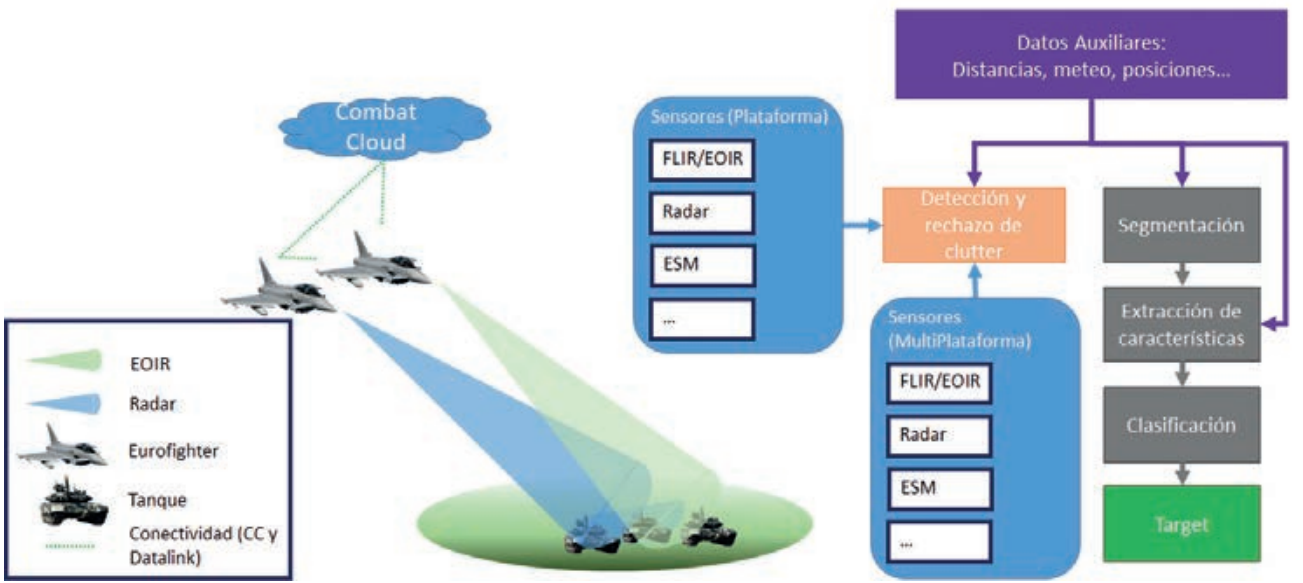 Combat
Cloud
EOIR
Radar
Eurofighter
Tanque
Conectividad (CC y
Datalink)
Datos Auxiliares:
Distancias, meteo, posiciones...
Sensores (Plataforma)
FLIR/EOIR
Radar
ESM
...
Detección y
rechazo de
clutter
Sensores
(MultiPlataforma)
FLIR/EOIR
Radar
ESM
...
Segmentación
Extracción de
características
Clasificación
Target